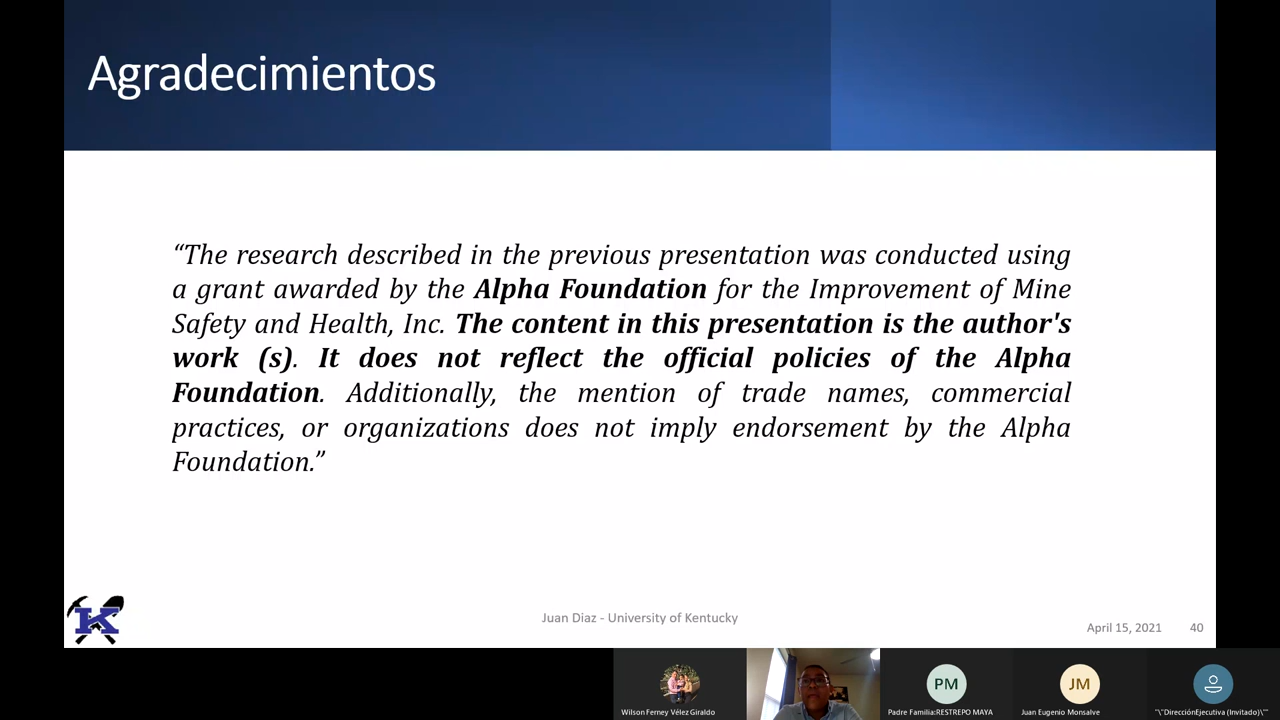 Agradecimientos
“The research described in the previous presentation was conducted using
a grant awarded by the Alpha Foundation for the Improvement of Mine
Safety and Health, Inc. The content in this presentation is the author's
work (s). It does not reflect the official policies of the Alpha
Foundation. Additionally, the mention of trade names, commercial
practices, or organizations does not imply endorsement by the Alpha
Foundation.”
K
Juan Diaz - University of Kentucky
April 15, 2021 40
PM
JM
Wilson Ferney Vélez Giraldo
Padre Familia:RESTREPO MAYA
Juan Eugenio Monsalve
"\"DirecciónEjecutiva (Invitado)\""